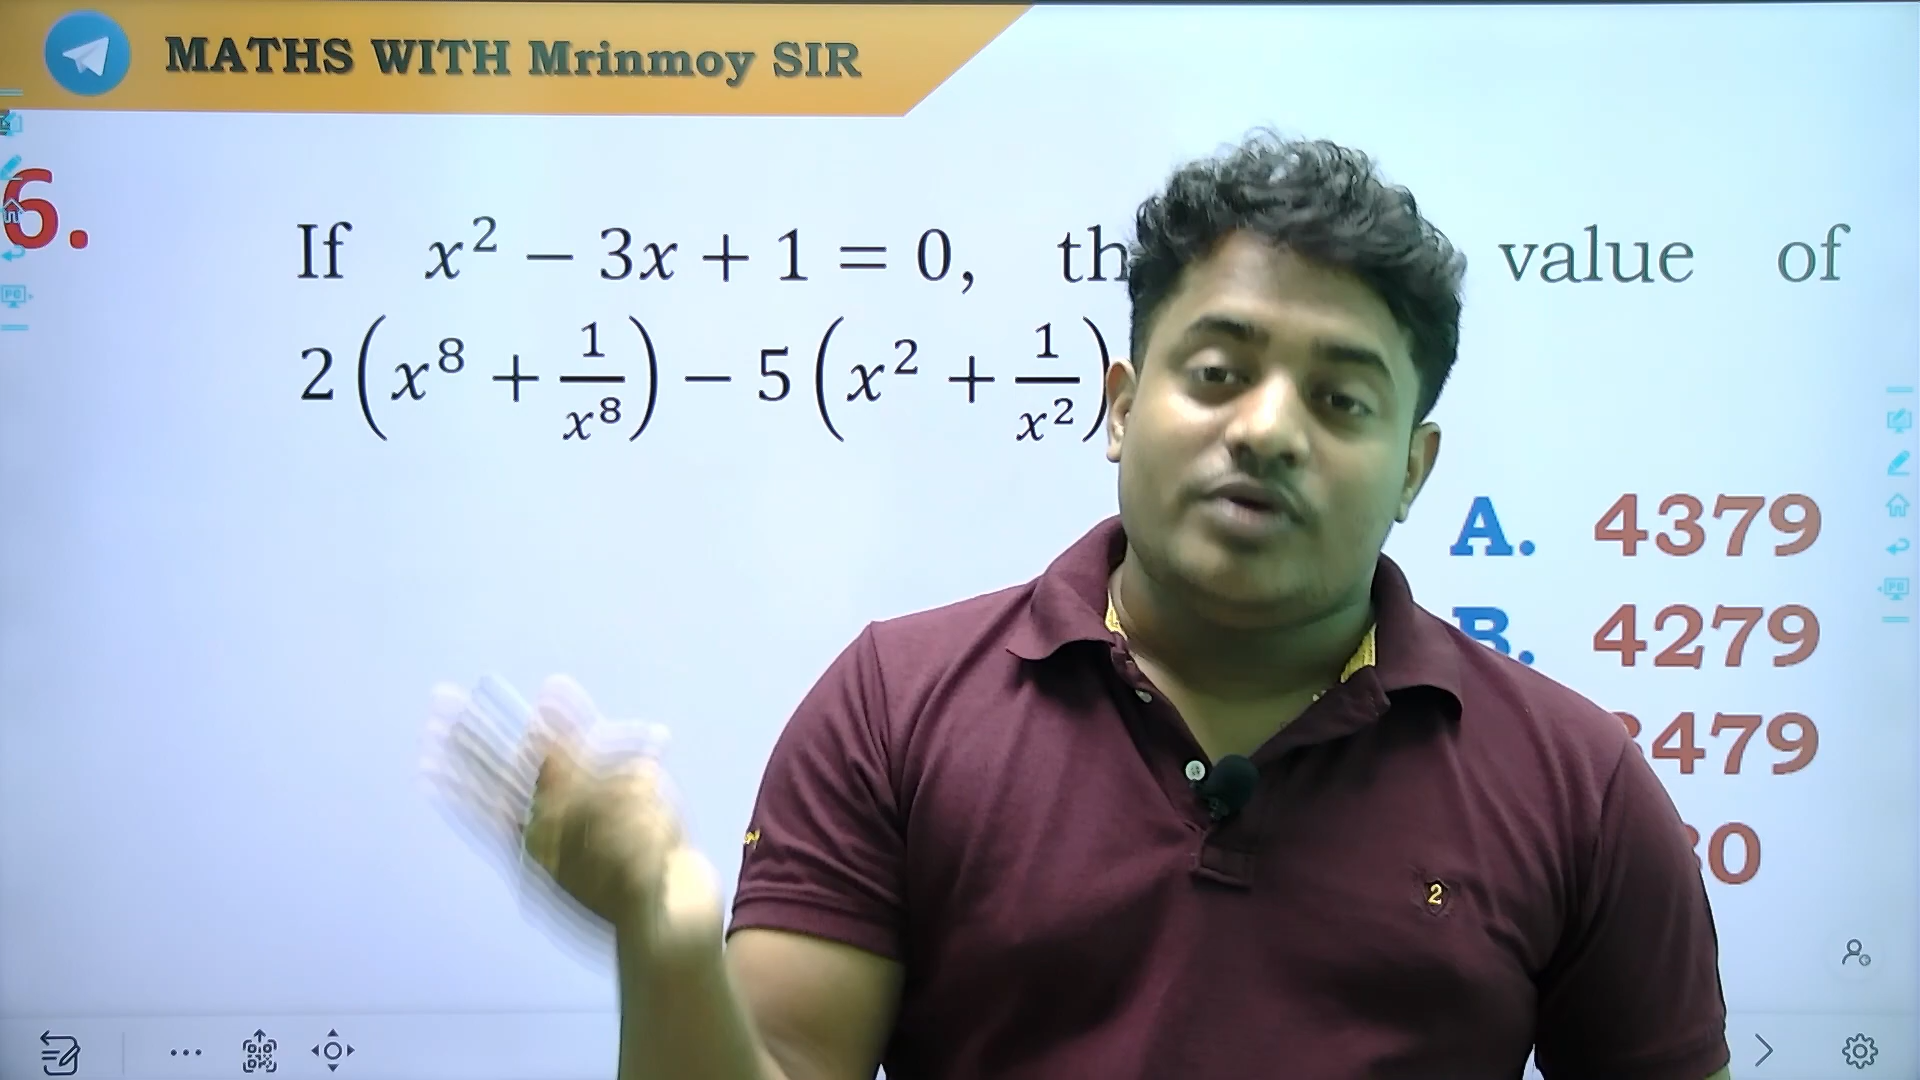 MATHS WITH Mrinmoy SIR
6.
If x² − 3x + 1 = 0, th value of
2(x⁸ + 1/x⁸) − 5(x² + 1/x²)
A. 4379
B. 4279
479
0
2